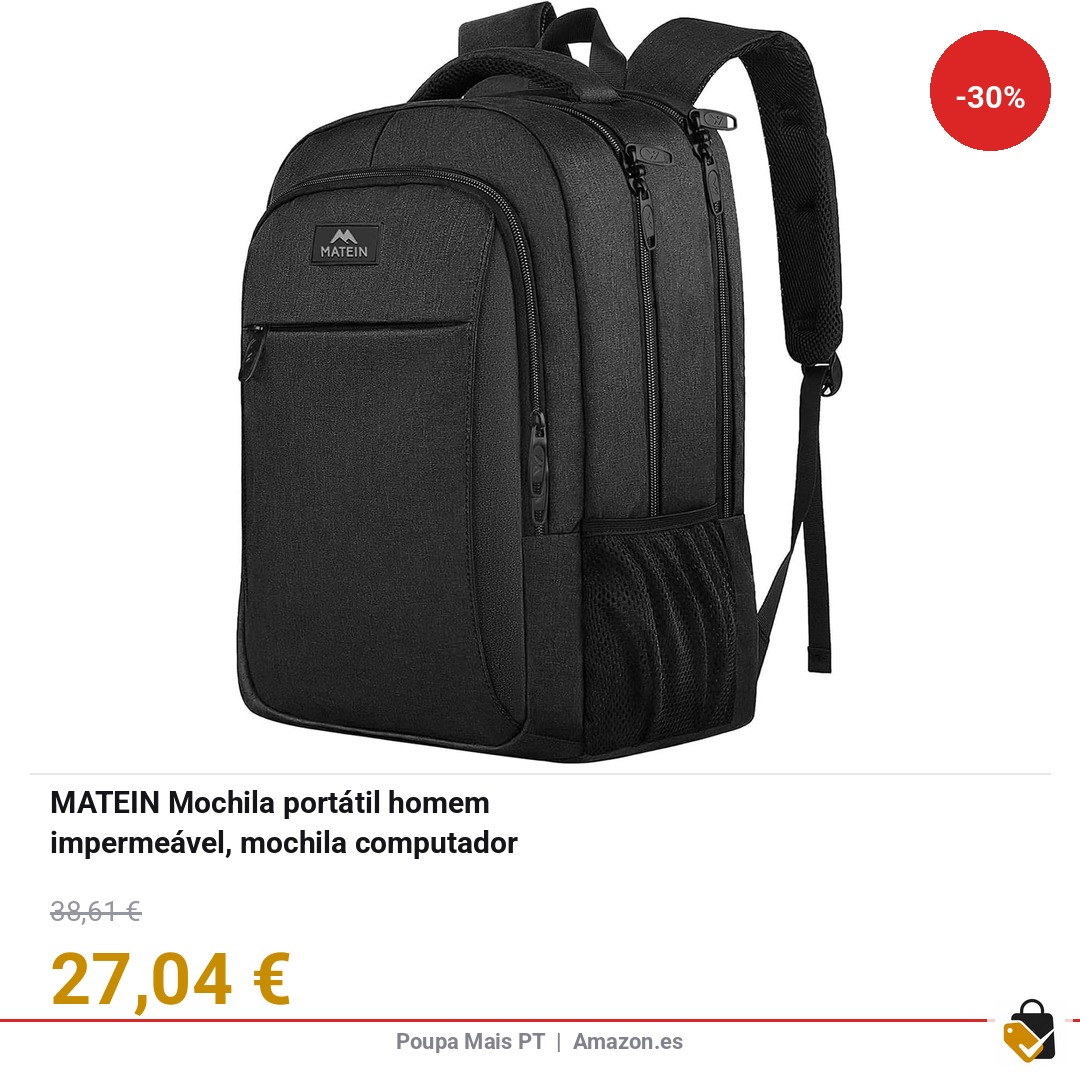 -30%
MATEIN
MATEIN Mochila portátil homem
impermeável, mochila computador
38,61 €
27,04 €
Poupa Mais PT | Amazon.es